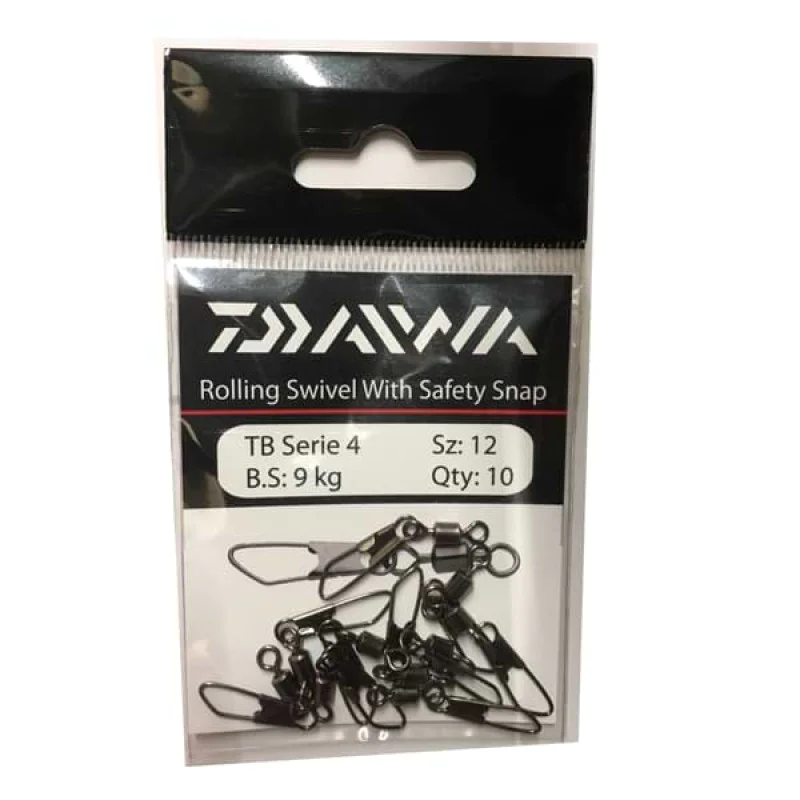 DAIWA
Rolling Swivel With Safety Snap
TB Serie 4 Sz: 12
B.S: 9 kg Qty: 10